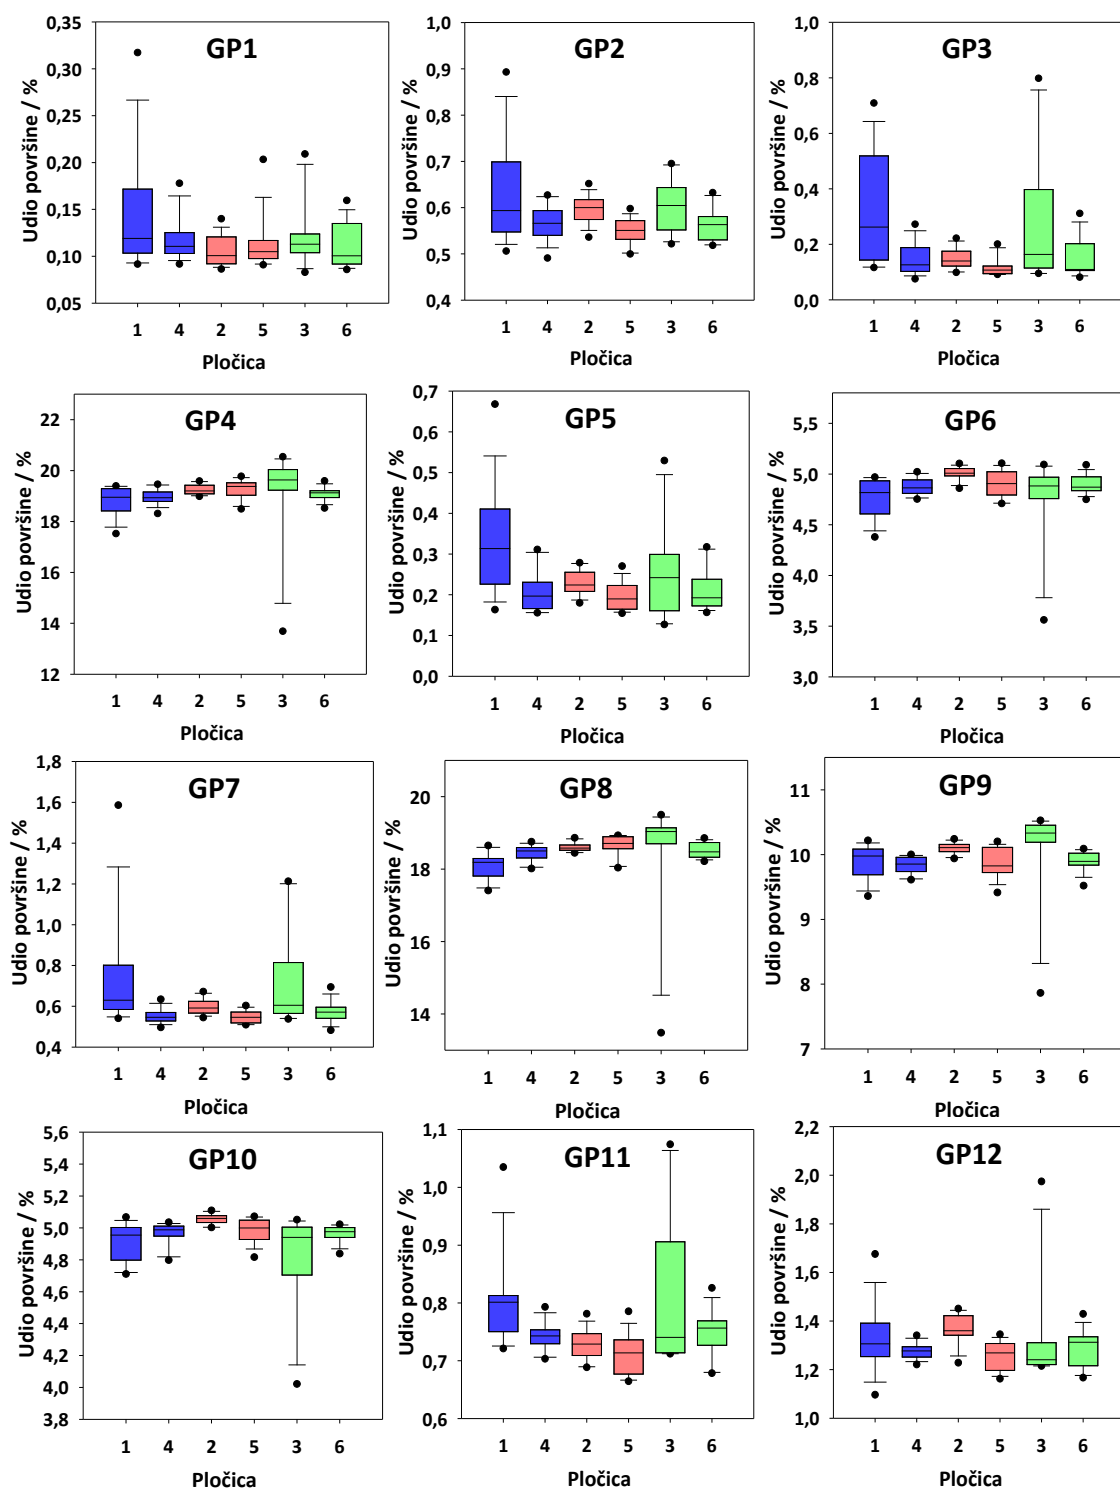 GP1
Udio površine / %
0,35
0,30
0,25
0,20
0,15
0,10
0,05
1 4 2 5 3 6
Pločica
GP2
Udio površine / %
1,0
0,9
0,8
0,7
0,6
0,5
0,4
1 4 2 5 3 6
Pločica
GP3
Udio površine / %
1,0
0,8
0,6
0,4
0,2
0,0
1 4 2 5 3 6
Pločica
GP4
Udio površine / %
22
20
18
16
14
12
1 4 2 5 3 6
Pločica
GP5
Udio površine / %
0,7
0,6
0,5
0,4
0,3
0,2
0,1
0,0
1 4 2 5 3 6
Pločica
GP6
Udio površine / %
5,5
5,0
4,5
4,0
3,5
3,0
1 4 2 5 3 6
Pločica
GP7
Udio površine / %
1,8
1,6
1,4
1,2
1,0
0,8
0,6
0,4
1 4 2 5 3 6
Pločica
GP8
Udio površine / %
20
18
16
14
1 4 2 5 3 6
Pločica
GP9
Udio površine / %
11
10
9
8
7
1 4 2 5 3 6
Pločica
GP10
Udio površine / %
5,6
5,4
5,2
5,0
4,8
4,6
4,4
4,2
4,0
3,8
1 4 2 5 3 6
Pločica
GP11
Udio površine / %
1,1
1,0
0,9
0,8
0,7
0,6
1 4 2 5 3 6
Pločica
GP12
Udio površine / %
2,2
2,0
1,8
1,6
1,4
1,2
1,0
1 4 2 5 3 6
Pločica